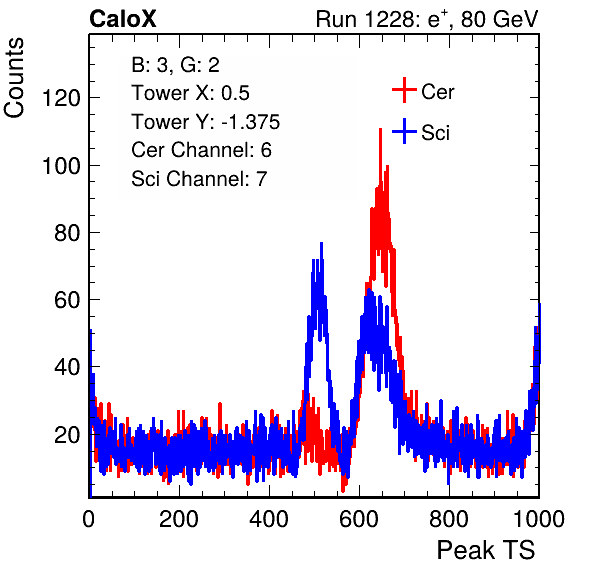 CaloX Run 1228: e+, 80 GeV
Counts
B: 3, G: 2
Tower X: 0.5
Tower Y: -1.375
Cer Channel: 6
Sci Channel: 7
Cer
Sci
120
100
80
60
40
20
0 200 400 600 800 1000
Peak TS